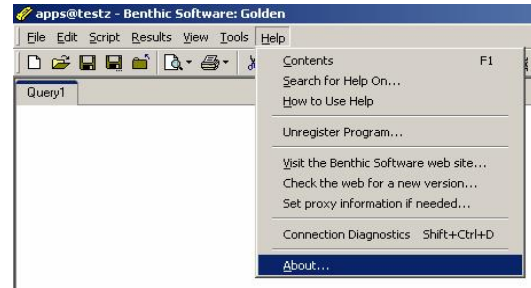 apps@testz - Benthic Software: Golden
File Edit Script Results View Tools Help
Query1
Contents F1
Search for Help On...
How to Use Help
Unregister Program...
Visit the Benthic Software web site...
Check the web for a new version...
Set proxy information if needed...
Connection Diagnostics Shift+Ctrl+D
About...